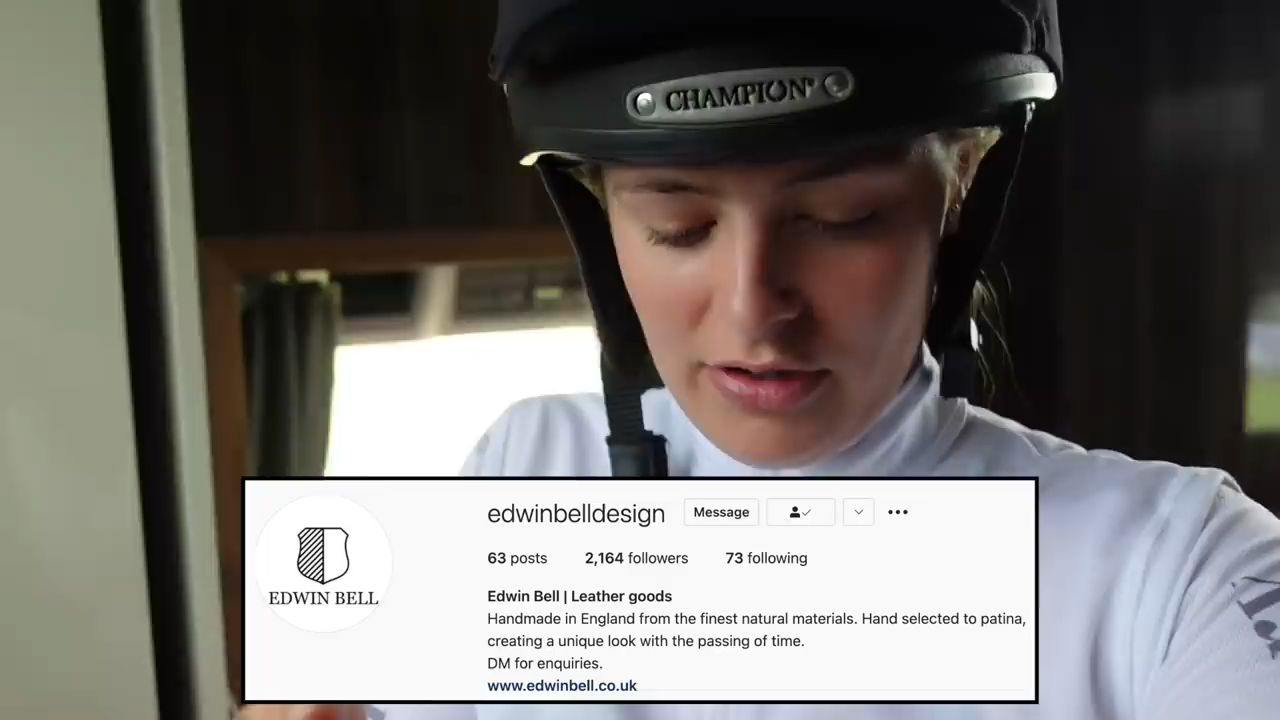 CHAMPION
edwinbelldesign Message
63 posts 2,164 followers 73 following
EDWIN BELL
Edwin Bell | Leather goods
Handmade in England from the finest natural materials. Hand selected to patina,
creating a unique look with the passing of time.
DM for enquiries.
www.edwinbell.co.uk